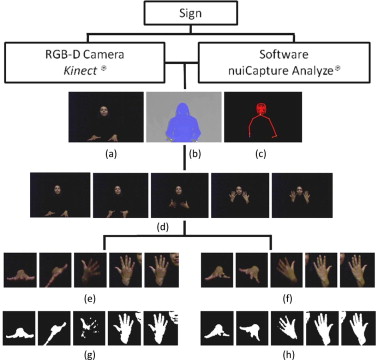 Sign
RGB-D Camera
Kinect ®
Software
nuiCapture Analyze®
(a)
(b)
(c)
(d)
(e)
(f)
(g)
(h)